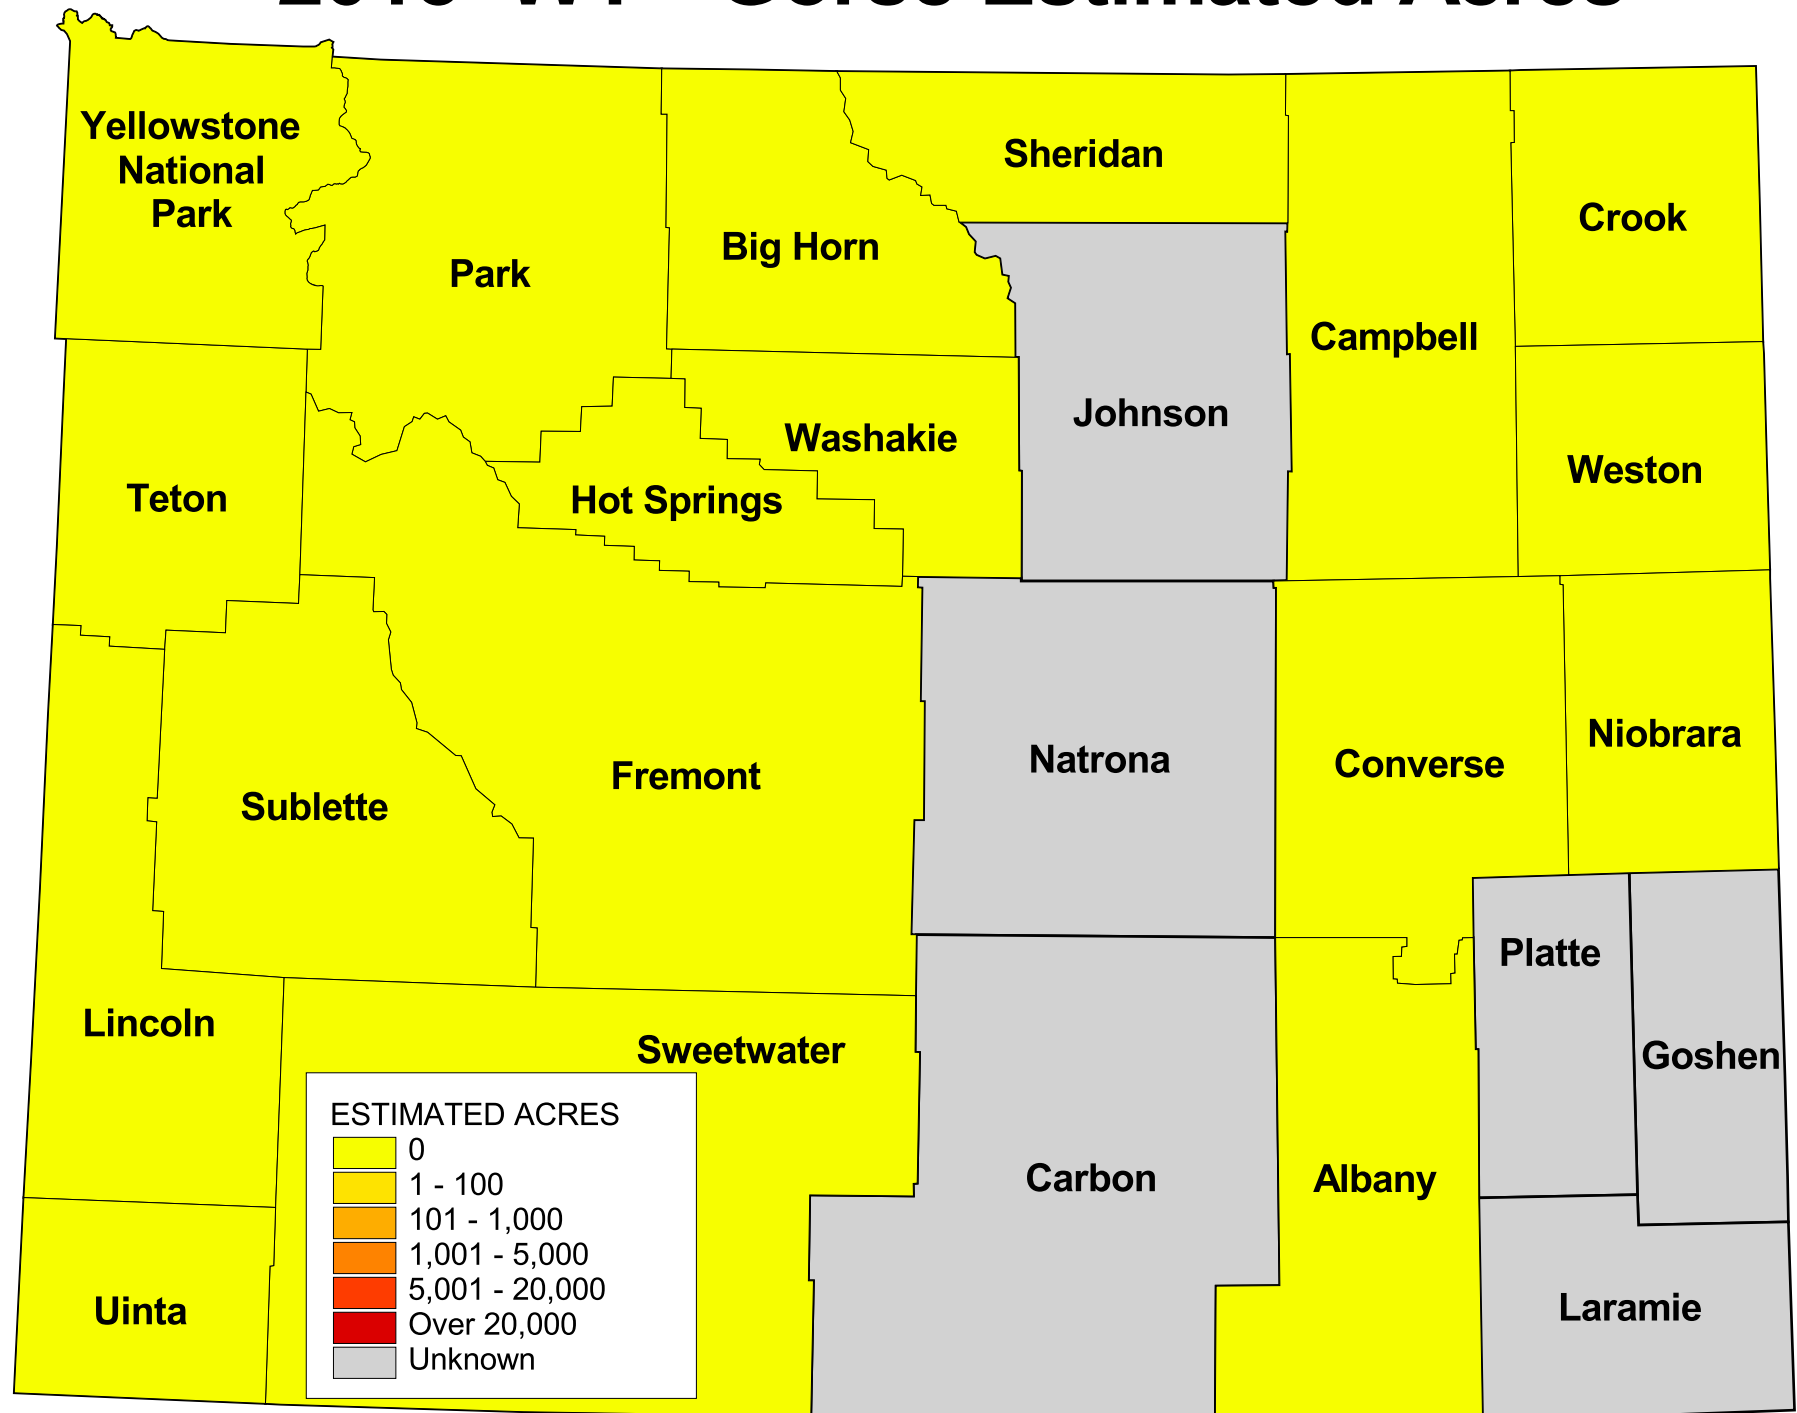 Estimated Acres
Yellowstone
National
Park
Park
Big Horn
Sheridan
Crook
Campbell
Johnson
Washakie
Weston
Teton
Hot Springs
Natrona
Niobrara
Converse
Fremont
Sublette
Platte
Lincoln
Sweetwater
Goshen
Carbon
Albany
Uinta
Laramie
ESTIMATED ACRES
0
1 - 100
101 - 1,000
1,001 - 5,000
5,001 - 20,000
Over 20,000
Unknown